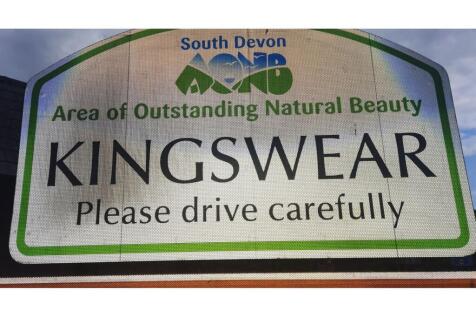 South Devon
AONB
Area of Outstanding Natural Beauty
KINGSWEAR
Please drive carefully